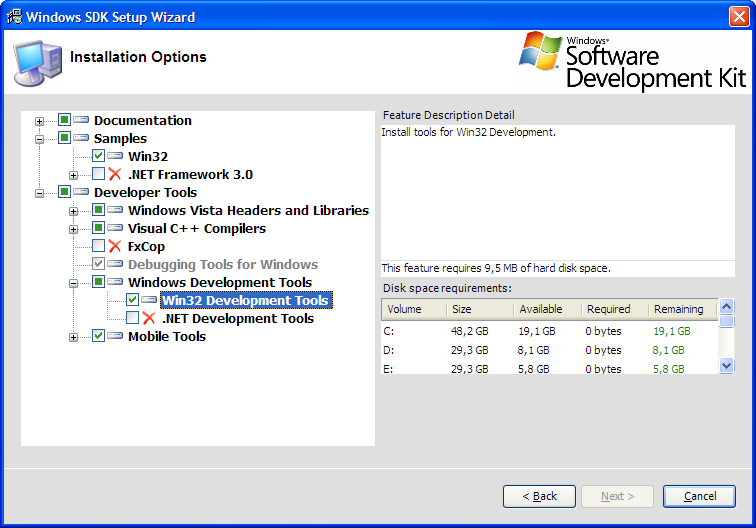 Windows SDK Setup Wizard
Installation Options
Windows®
Software
Development Kit
Documentation
Samples
Win32
.NET Framework 3.0
Developer Tools
Windows Vista Headers and Libraries
Visual C++ Compilers
FxCop
Debugging Tools for Windows
Windows Development Tools
Win32 Development Tools
.NET Development Tools
Mobile Tools
Feature Description Detail
Install tools for Win32 Development.
This feature requires 9,5 MB of hard disk space.
Disk space requirements:
Volume Size Available Required Remaining
C: 48,2 GB 19,1 GB 0 bytes 19,1 GB
D: 29,3 GB 8,1 GB 0 bytes 8,1 GB
E: 29,3 GB 5,8 GB 0 bytes 5,8 GB
< Back Next > Cancel